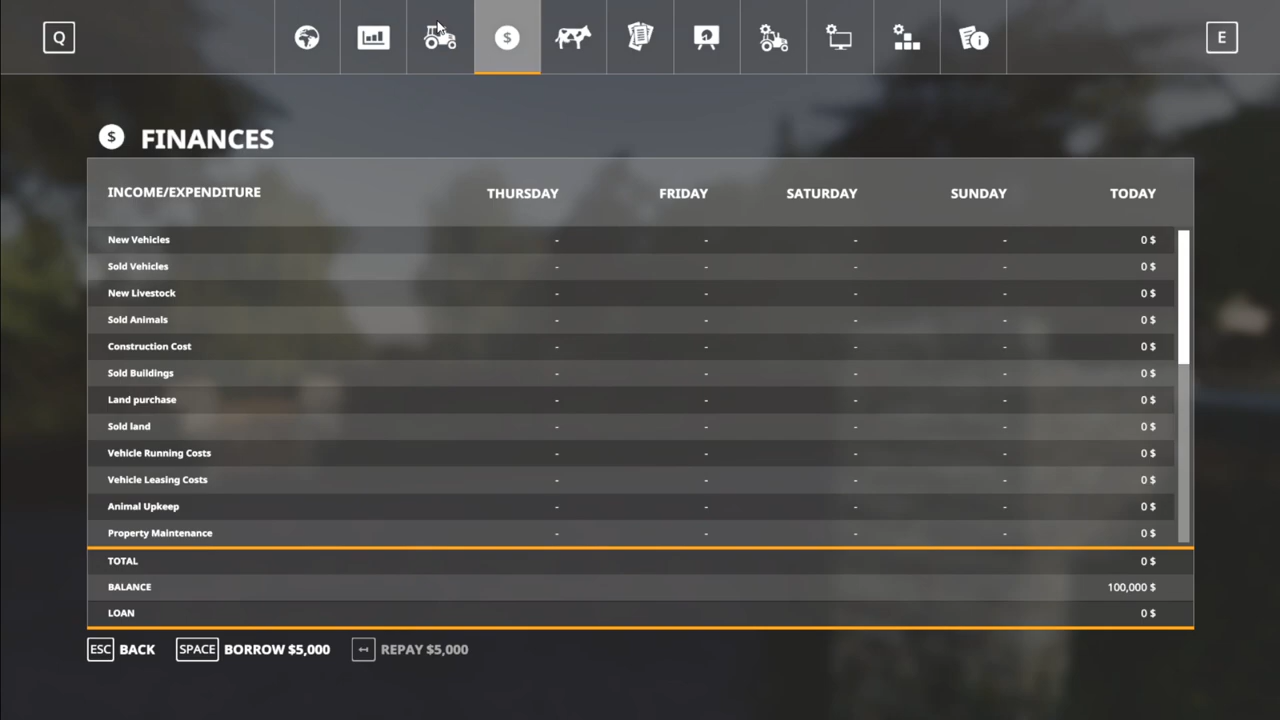 Q
$
E
$ FINANCES
INCOME/EXPENDITURE THURSDAY FRIDAY SATURDAY SUNDAY TODAY
New Vehicles - - - - 0 $
Sold Vehicles - - - - 0 $
New Livestock - - - - 0 $
Sold Animals - - - - 0 $
Construction Cost - - - - 0 $
Sold Buildings - - - - 0 $
Land purchase - - - - 0 $
Sold land - - - - 0 $
Vehicle Running Costs - - - - 0 $
Vehicle Leasing Costs - - - - 0 $
Animal Upkeep - - - - 0 $
Property Maintenance - - - - 0 $
TOTAL 0 $
BALANCE 100,000 $
LOAN 0 $
ESC BACK SPACE BORROW $5,000 ↔ REPAY $5,000